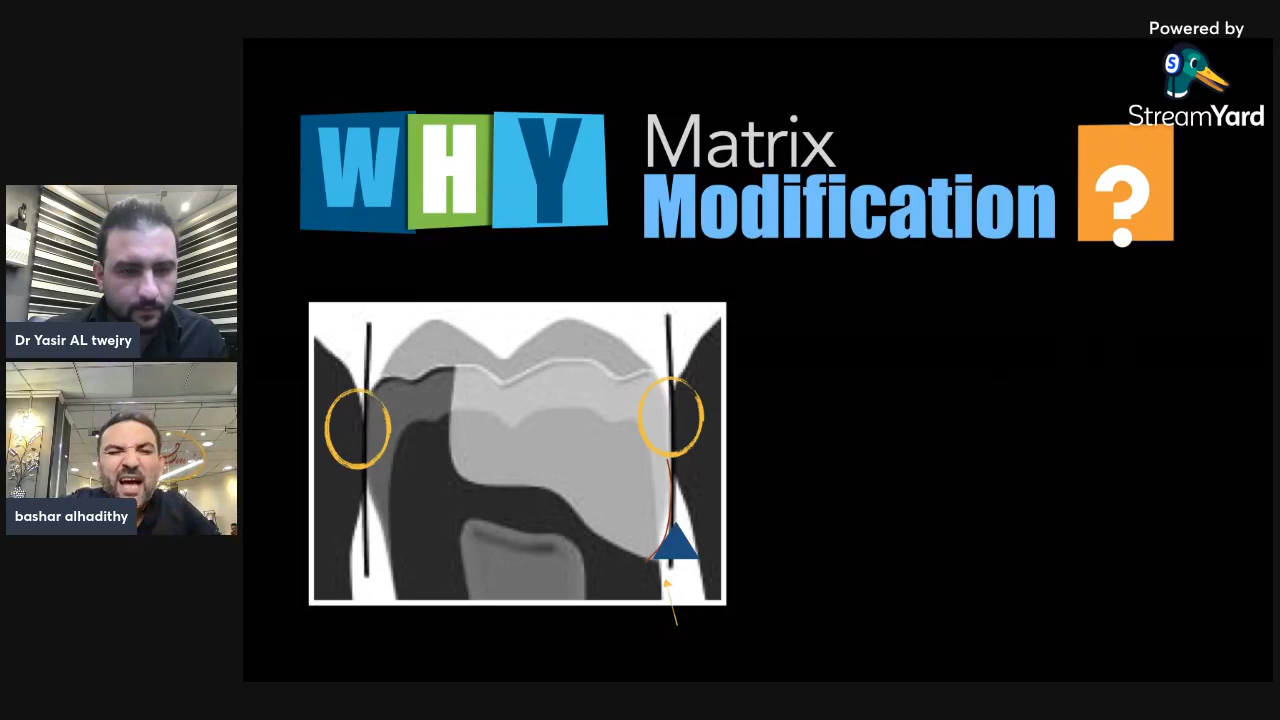 Powered by
S
StreamYard
WHY
Matrix
Modification
?
Dr Yasir AL twejry
bashar alhadithy